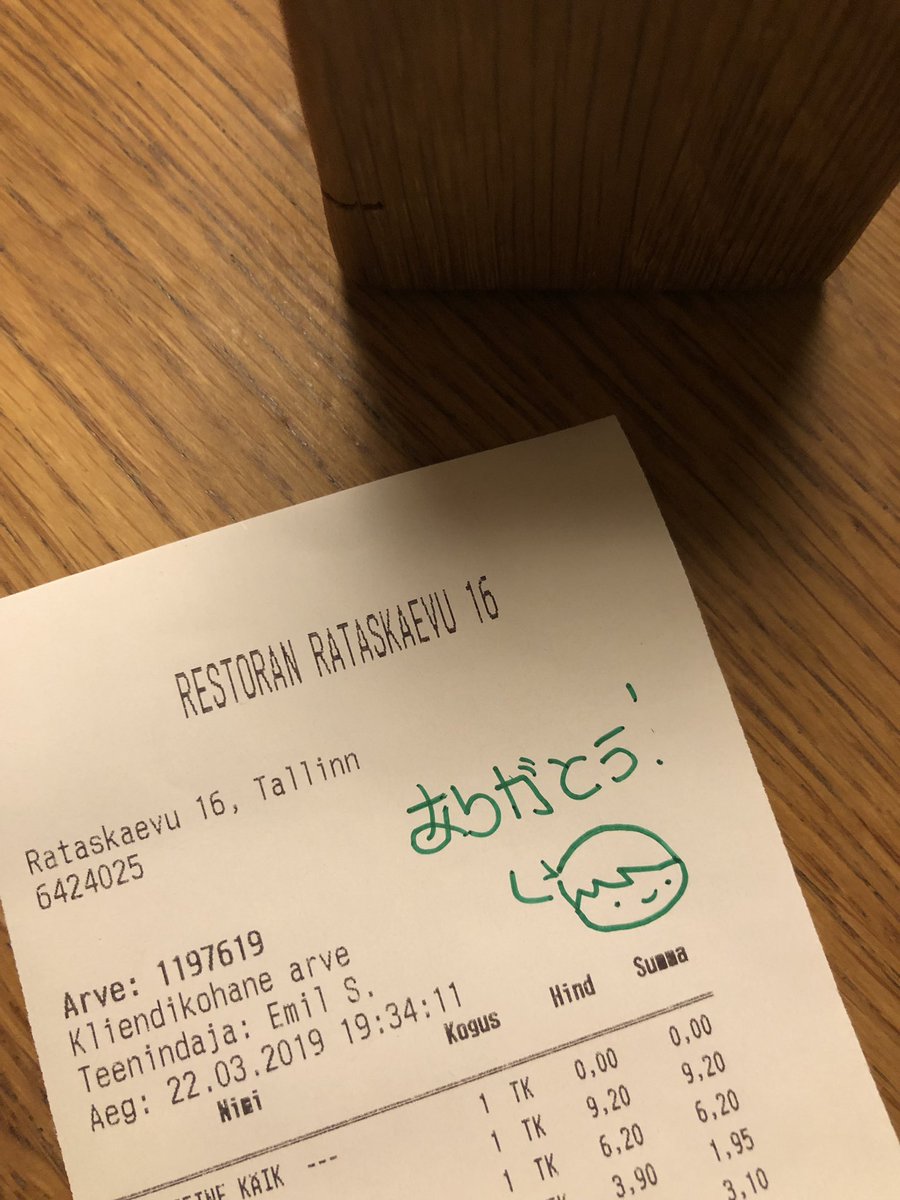 RESTORAN RATASKAEVU 16
Rataskaevu 16, Tallinn
6424025
ありがとう!
Arve: 1197619
Kliendikohane arve
Teenindaja: Emil S.
Aeg: 22.03.2019 19:34:11
Nimi Kogus Hind Summa
KÄIK --- 1 TK 0,00 0,00
1 TK 9,20 9,20
1 TK 6,20 6,20
TK 3,90 1,95
3,10